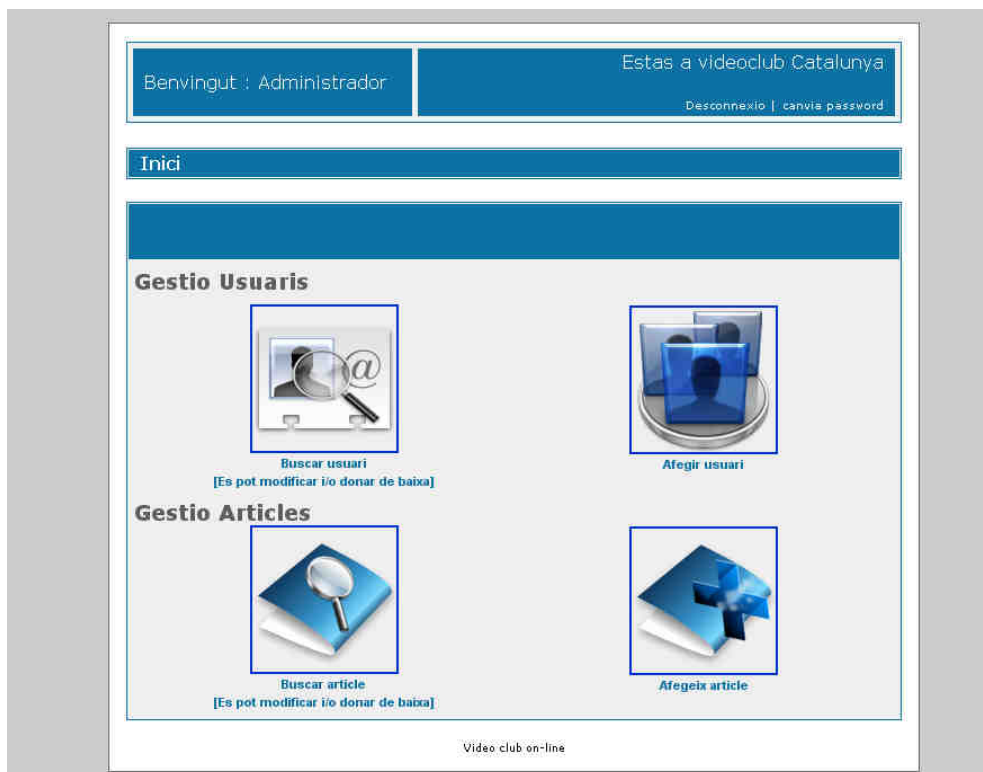 Benvingut : Administrador
Estas a videoclub Catalunya
Desconnexio | canvia password
Inici
Gestio Usuaris
@
Buscar usuari
[Es pot modificar i/o donar de baixa]
Afegir usuari
Gestio Articles
Buscar article
[Es pot modificar i/o donar de baixa]
Afegeix article
Video club on-line